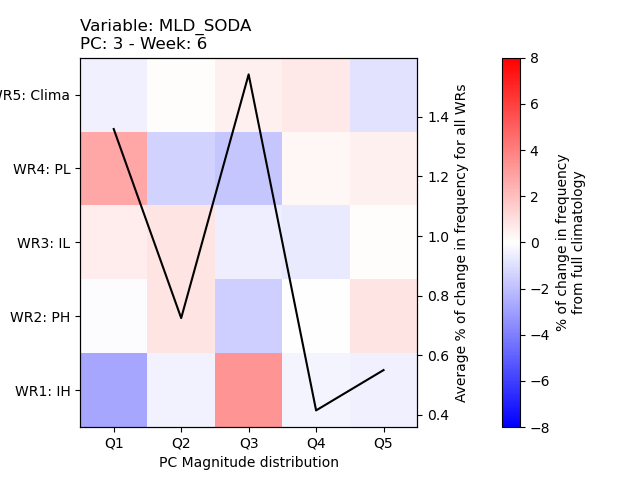 Variable: MLD_SODA
PC: 3 - Week: 6
WR5: Clima
WR4: PL
WR3: IL
WR2: PH
WR1: IH
Q1 Q2 Q3 Q4 Q5
PC Magnitude distribution
1.4
1.2
1.0
0.8
0.6
0.4
Average % of change in frequency for all WRs
8
6
4
2
0
−2
−4
−6
−8
% of change in frequency
from full climatology